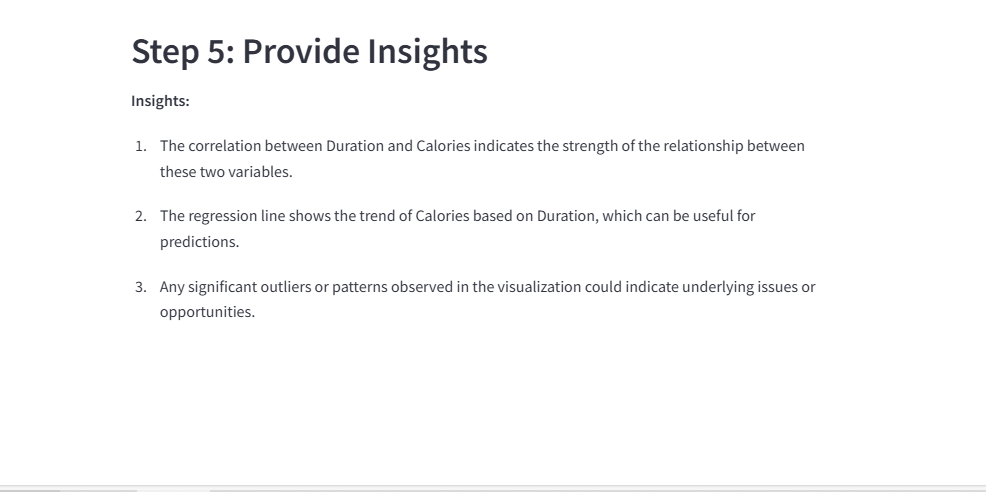 Step 5: Provide Insights
Insights:
1. The correlation between Duration and Calories indicates the strength of the relationship between
these two variables.
2. The regression line shows the trend of Calories based on Duration, which can be useful for
predictions.
3. Any significant outliers or patterns observed in the visualization could indicate underlying issues or
opportunities.